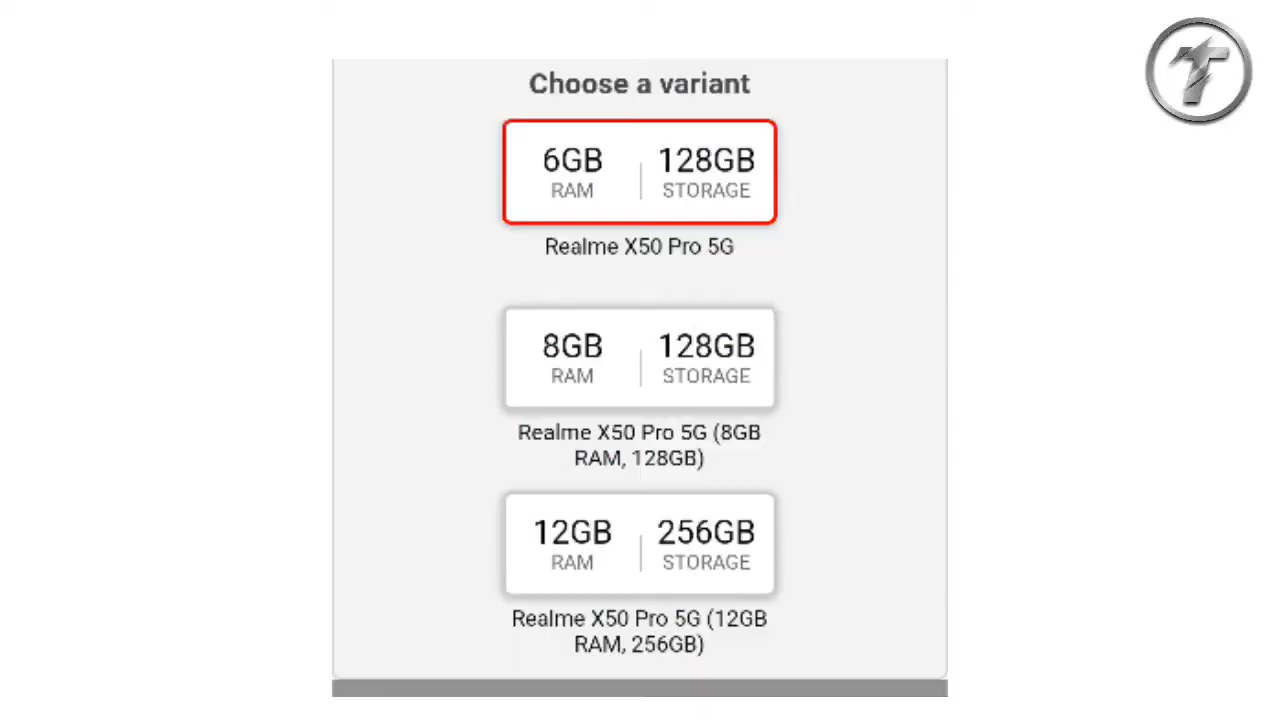 Choose a variant
6GB 128GB
RAM STORAGE
Realme X50 Pro 5G
8GB 128GB
RAM STORAGE
Realme X50 Pro 5G (8GB
RAM, 128GB)
12GB 256GB
RAM STORAGE
Realme X50 Pro 5G (12GB
RAM, 256GB)
T